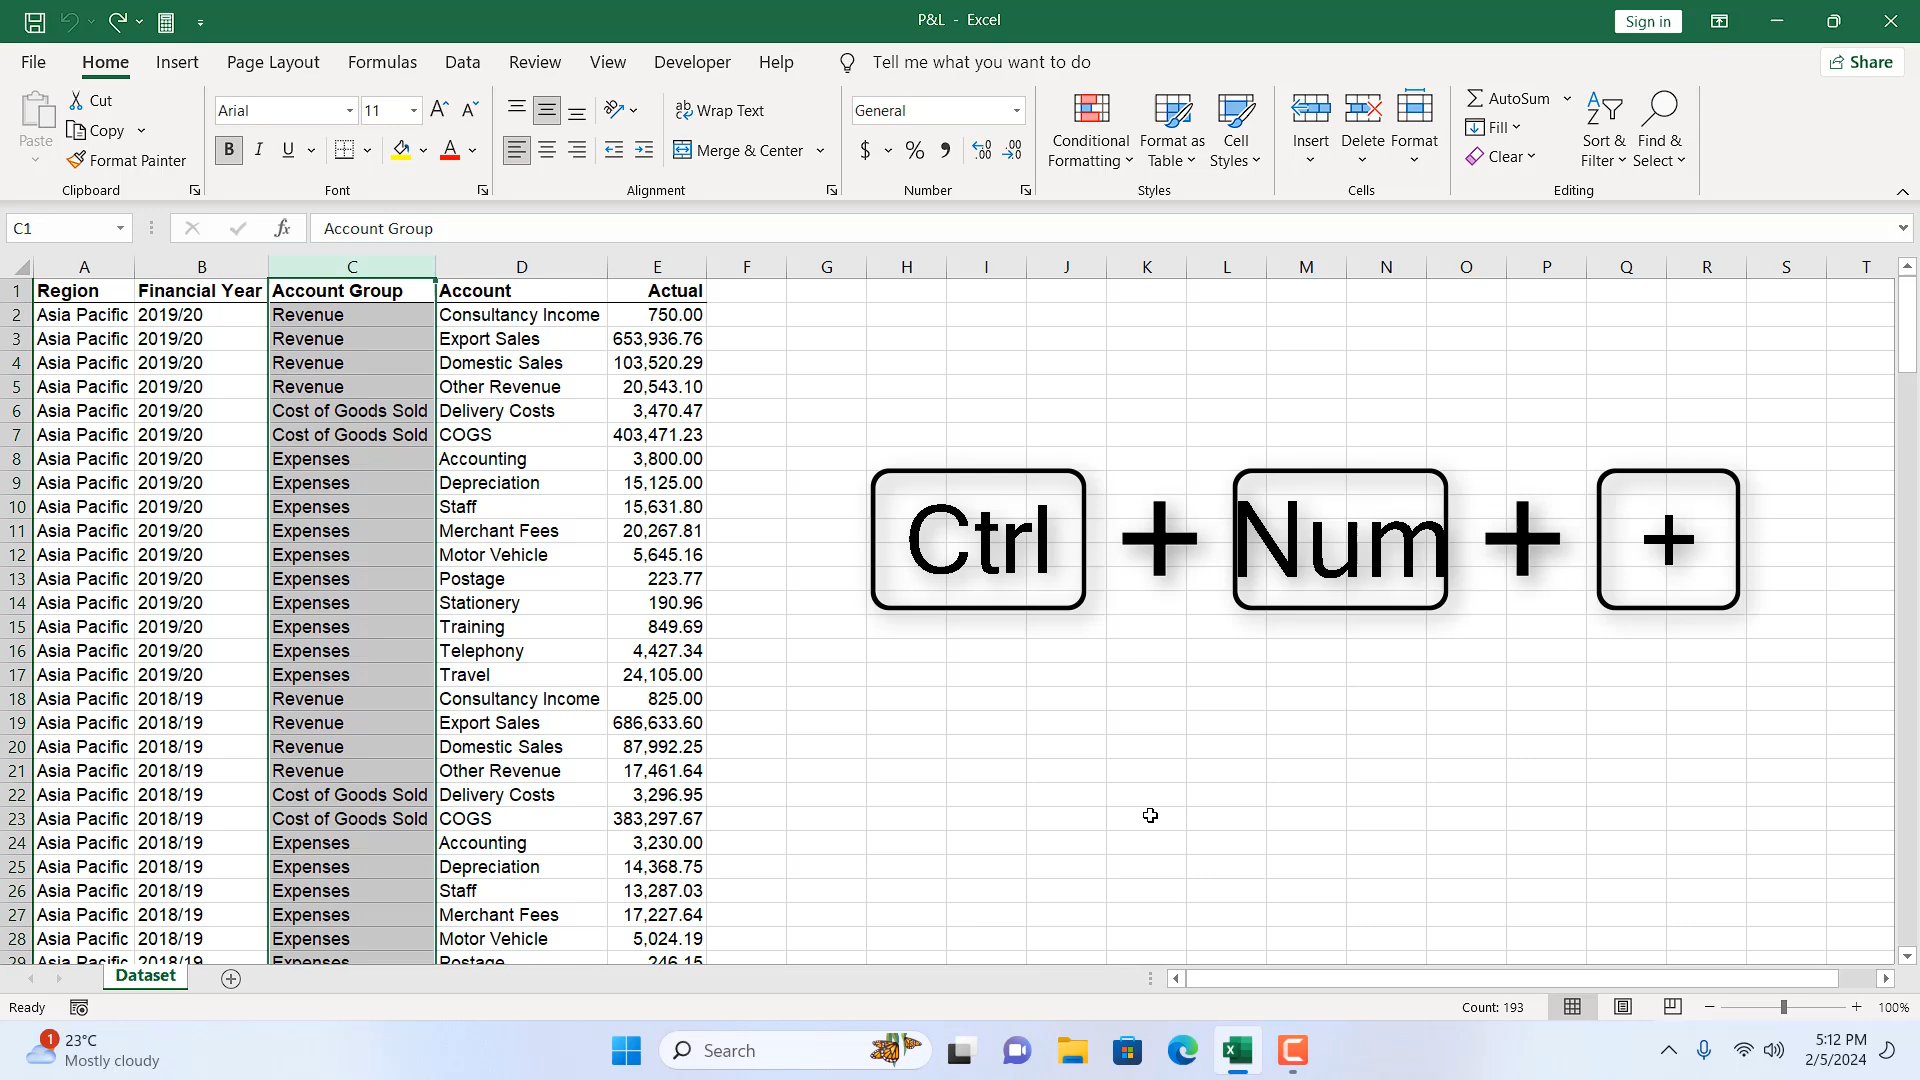 P&L - Excel
Sign in
File Home Insert Page Layout Formulas Data Review View Developer Help Tell me what you want to do Share
Paste
Cut
Copy
Format Painter
Clipboard
Arial 11
B I U
Font
Wrap Text
Merge & Center
Alignment
General
$ % ,
Number
Conditional Formatting
Format as Table
Cell Styles
Styles
Insert Delete Format
Cells
AutoSum
Fill
Clear
Sort & Filter
Find & Select
Editing
C1 fx Account Group
A B C D E F G H I J K L M N O P Q R S T
1 Region Financial Year Account Group Account Actual
2 Asia Pacific 2019/20 Revenue Consultancy Income 750.00
3 Asia Pacific 2019/20 Revenue Export Sales 653,936.76
4 Asia Pacific 2019/20 Revenue Domestic Sales 103,520.29
5 Asia Pacific 2019/20 Revenue Other Revenue 20,543.10
6 Asia Pacific 2019/20 Cost of Goods Sold Delivery Costs 3,470.47
7 Asia Pacific 2019/20 Cost of Goods Sold COGS 403,471.23
8 Asia Pacific 2019/20 Expenses Accounting 3,800.00
9 Asia Pacific 2019/20 Expenses Depreciation 15,125.00
10 Asia Pacific 2019/20 Expenses Staff 15,631.80
11 Asia Pacific 2019/20 Expenses Merchant Fees 20,267.81
12 Asia Pacific 2019/20 Expenses Motor Vehicle 5,645.16
13 Asia Pacific 2019/20 Expenses Postage 223.77
14 Asia Pacific 2019/20 Expenses Stationery 190.96
15 Asia Pacific 2019/20 Expenses Training 849.69
16 Asia Pacific 2019/20 Expenses Telephony 4,427.34
17 Asia Pacific 2019/20 Expenses Travel 24,105.00
18 Asia Pacific 2018/19 Revenue Consultancy Income 825.00
19 Asia Pacific 2018/19 Revenue Export Sales 686,633.60
20 Asia Pacific 2018/19 Revenue Domestic Sales 87,992.25
21 Asia Pacific 2018/19 Revenue Other Revenue 17,461.64
22 Asia Pacific 2018/19 Cost of Goods Sold Delivery Costs 3,296.95
23 Asia Pacific 2018/19 Cost of Goods Sold COGS 383,297.67
24 Asia Pacific 2018/19 Expenses Accounting 3,230.00
25 Asia Pacific 2018/19 Expenses Depreciation 14,368.75
26 Asia Pacific 2018/19 Expenses Staff 13,287.03
27 Asia Pacific 2018/19 Expenses Merchant Fees 17,227.64
28 Asia Pacific 2018/19 Expenses Motor Vehicle 5,024.19
29 Asia Pacific 2018/19 Expenses Postage 246.15
Ctrl + Num + +
Dataset
Ready Count: 193 100%
1 23°C
Mostly cloudy
Search
5:12 PM
2/5/2024